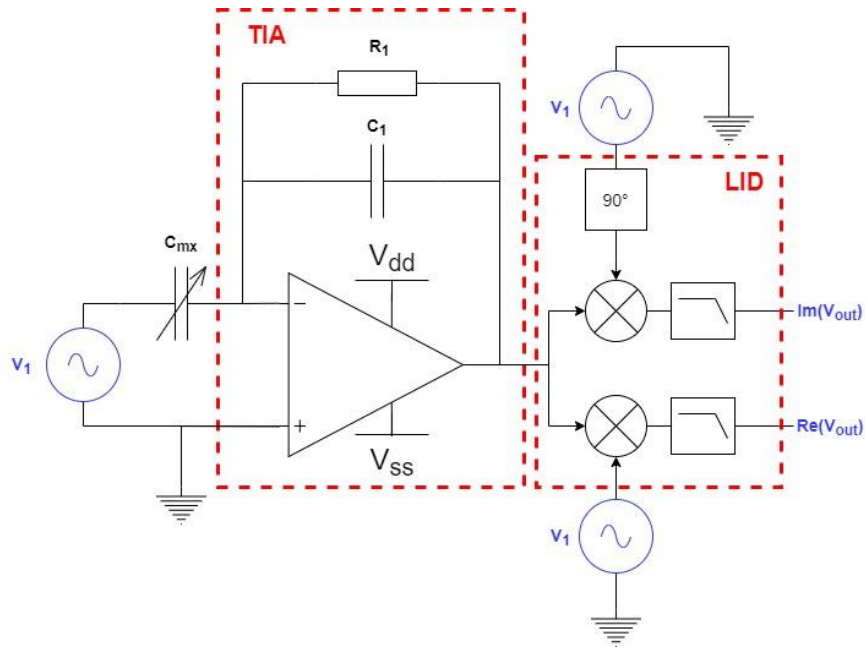 TIA
R1
C1
Cmx
V1
−
+
Vdd
Vss
V1
LID
90°
Im(Vout)
Re(Vout)
V1